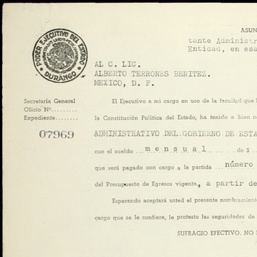 ASUN
tante Administr
Entidad, en esa
PODER EJECUTIVO DEL ESTADO
DURANGO
AL C. LIC.
ALBERTO TERRONES BENITEZ.
MEXICO, D. F.
Secretaría General
Oficio Nº
Expediente
07969
El Ejecutivo a mi cargo en uso de la facultad que l
la Constitución Política del Estado, ha tenido a bien n
ADMINISTRATIVO DEL GOBIERNO DE ESTA
con el sueldo mensual de $
que será pagado con cargo a la partida número
del Presupuesto de Egresos vigente, a partir de
Esperando aceptará usted el presente nombramiento
cargo que se le confiere, le protesto las seguridades de
SUFRAGIO EFECTIVO. NO